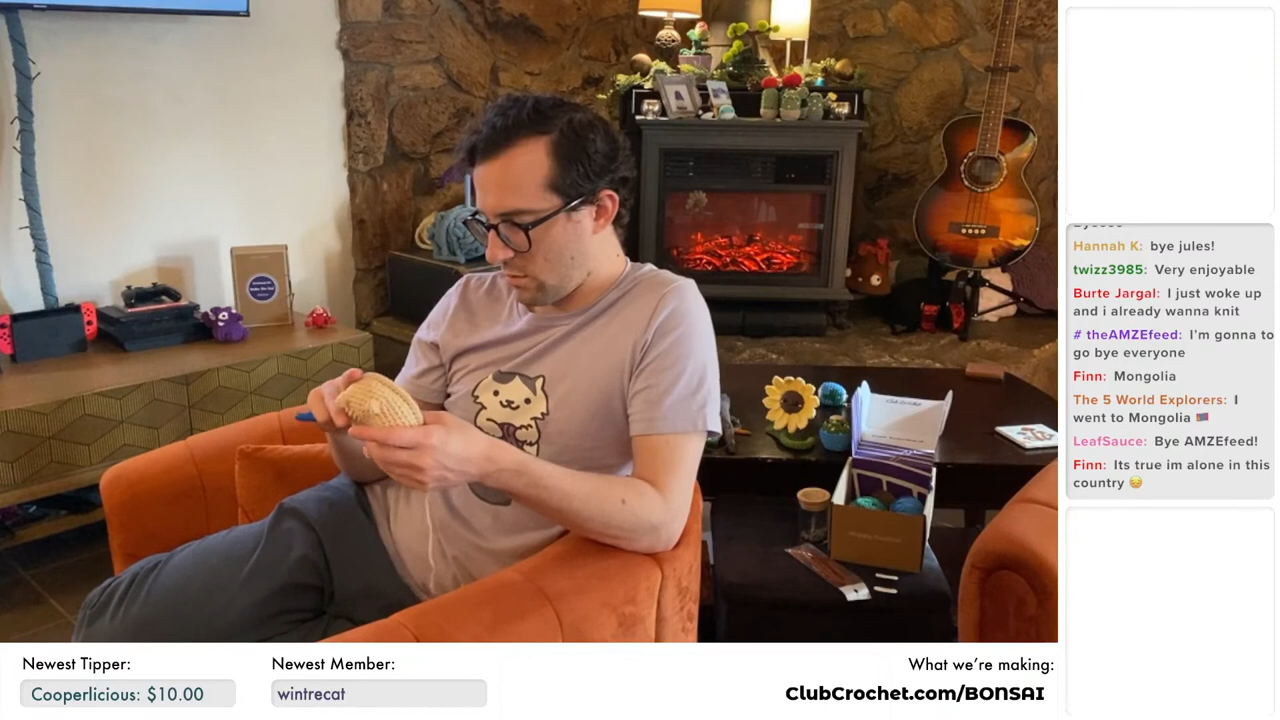 Hannah K: bye jules!
twizz3985: Very enjoyable
Burte Jargal: I just woke up
and i already wanna knit
# theAMZEfeed: I'm gonna to
go bye everyone
Finn: Mongolia
The 5 World Explorers: I
went to Mongolia 🇲🇳
LeafSauce: Bye AMZEfeed!
Finn: Its true im alone in this
country 😔
Newest Tipper:
Cooperlicious: $10.00
Newest Member:
wintrecat
What we're making:
ClubCrochet.com/BONSAI